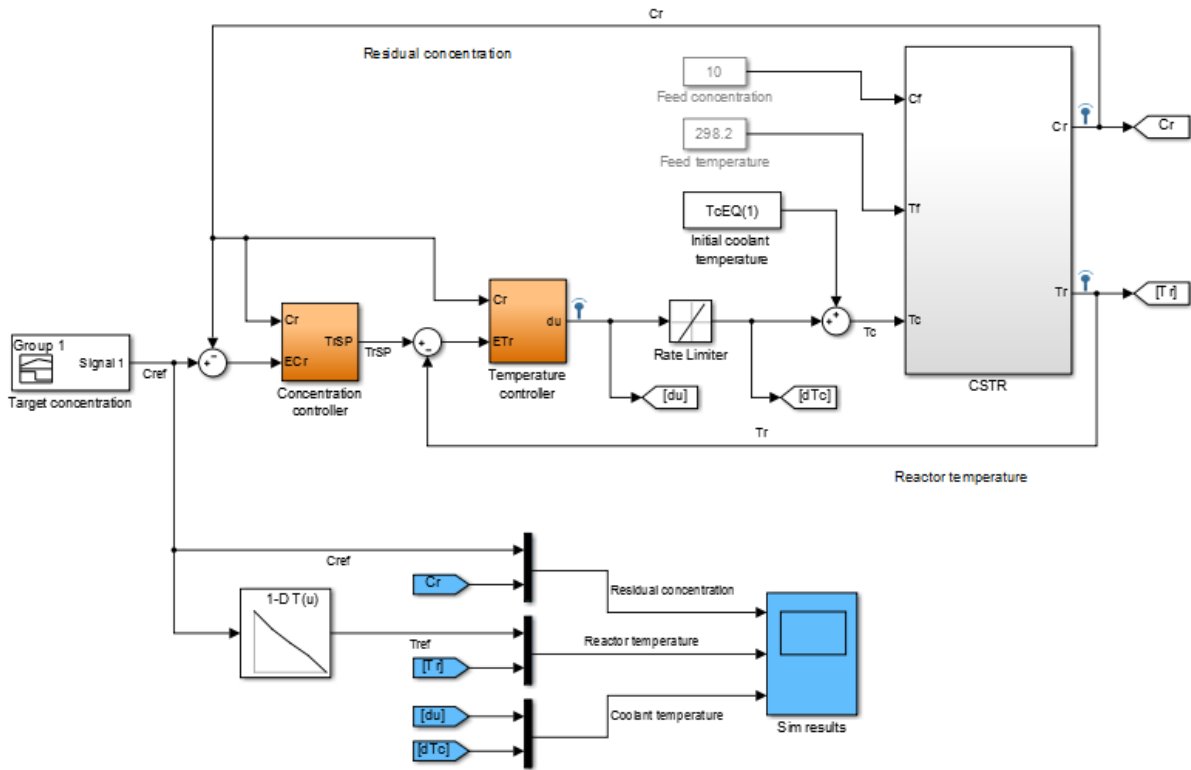 Cr
Residual concentration
10
Feed concentration
298.2
Feed temperature
TcEQ(1)
Initial coolant
temperature
Cf
Tf
Tc
Cr
Tr
CSTR
Cr
[Tr]
Tc
Group 1
Signal 1
Target concentration
Cref
+
-
Cr
ECr
TrSP
Concentration
controller
TrSP
+
-
Cr
ETr
du
Temperature
controller
Rate Limiter
+
+
[du]
[dTc]
Tr
Reactor temperature
Cref
Cr
Residual concentration
1-D T(u)
Tref
[Tr]
Reactor temperature
[du]
[dTc]
Coolant temperature
Sim results